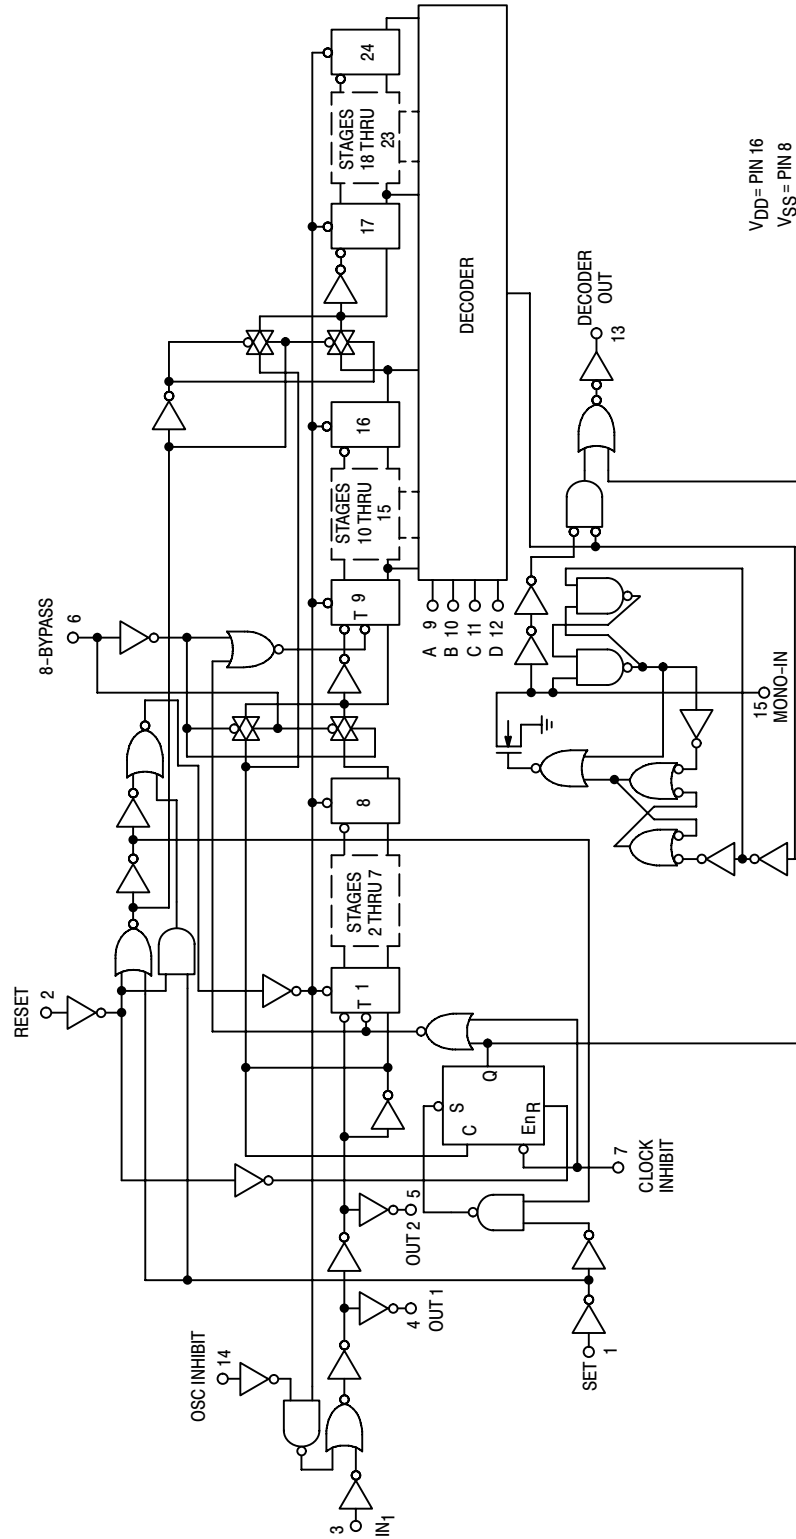 RESET
2
8-BYPASS
6
OSC INHIBIT
14
3
IN1
4
OUT 1
OUT 2
5
T 1
STAGES
2 THRU 7
8
T 9
STAGES
10 THRU
15
16
17
STAGES
18 THRU
23
24
DECODER
A 9
B 10
C 11
D 12
C
S
Q
En
R
SET
1
7
CLOCK
INHIBIT
15
MONO-IN
DECODER
OUT
13
VDD = PIN 16
VSS = PIN 8